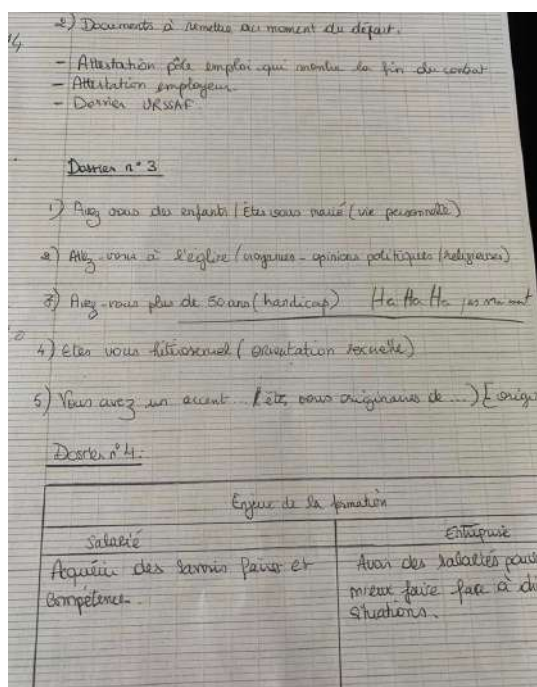 2) Documents à remettre au moment du départ.
- Attestation pôle emploi qui montre la fin du contrat
- Attestation employeur.
- Dossier URSSAF.
Dossier n° 3
1) Avez vous des enfants / Êtes vous marié (vie personnelle)
2) Allez-vous à l'église (croyances - opinions politiques / religieuses)
3) Avez-vous plus de 50 ans (handicap) Ha Ha Ha
4) Etes vous hétérosexuel (orientation sexuelle)
5) Vous avez un accent ... / êtes vous originaires de ...) [origi
Dossier n° 4:
Enjeux de la formation
Salarié
Entreprise
Acquérir des savoirs faires et
compétence.
Avoir des salariés
mieux faire face à di
situations.